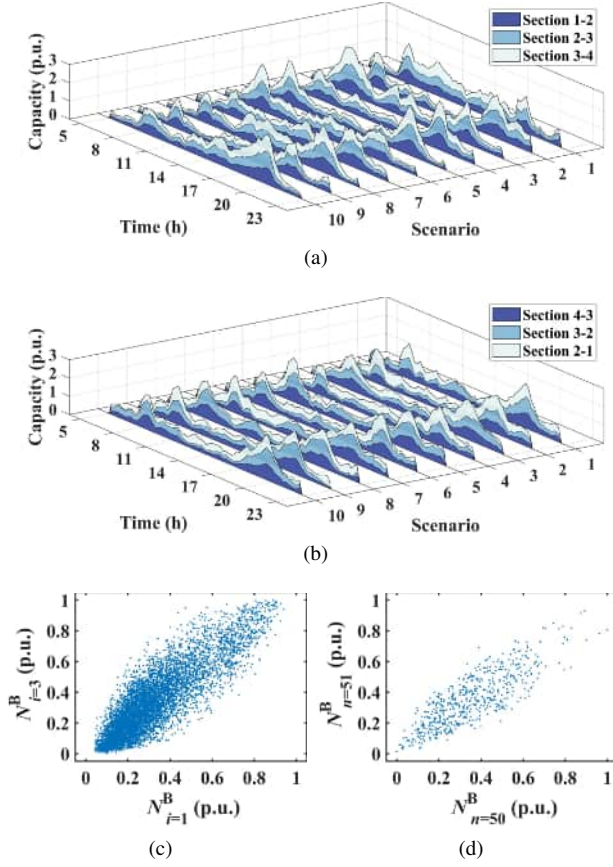 Capacity (p.u.)
3
2
1
0
5
8
11
14
17
20
23
Time (h)
10
9
8
7
6
5
4
3
2
1
Scenario
Section 1-2
Section 2-3
Section 3-4
(a)
Capacity (p.u.)
3
2
1
0
5
8
11
14
17
20
23
Time (h)
10
9
8
7
6
5
4
3
2
1
Scenario
Section 4-3
Section 3-2
Section 2-1
(b)
N^B_{i=3} (p.u.)
1
0.8
0.6
0.4
0.2
0
0 0.2 0.4 0.6 0.8 1
N^B_{i=1} (p.u.)
(c)
N^B_{n=51} (p.u.)
1
0.8
0.6
0.4
0.2
0
0 0.2 0.4 0.6 0.8 1
N^B_{n=50} (p.u.)
(d)